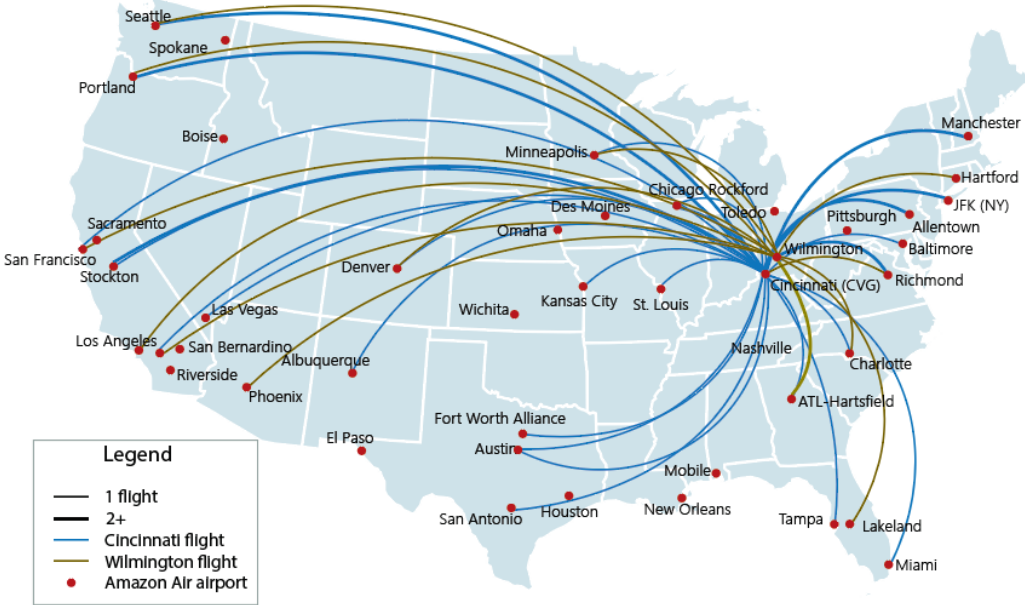 Seattle
Spokane
Portland
Boise
Minneapolis
Manchester
Hartford
JFK (NY)
Chicago Rockford
Des Moines
Toledo
Pittsburgh
Allentown
Sacramento
San Francisco
Stockton
Omaha
Wilmington
Baltimore
Denver
Cincinnati (CVG)
Richmond
Kansas City
St. Louis
Wichita
Las Vegas
Los Angeles
San Bernardino
Riverside
Albuquerque
Phoenix
Nashville
Charlotte
ATL-Hartsfield
Fort Worth Alliance
Austin
El Paso
Mobile
San Antonio
Houston
New Orleans
Tampa
Lakeland
Miami
Legend
1 flight
2+
Cincinnati flight
Wilmington flight
Amazon Air airport